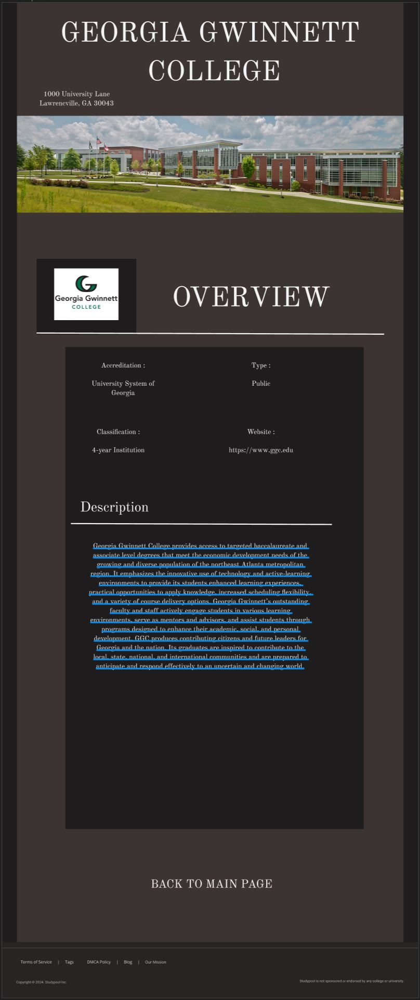 GEORGIA GWINNETT
COLLEGE
1000 University Lane
Lawrencville, GA 30043
Georgia Gwinnett
COLLEGE
OVERVIEW
Accreditation :
Type :
University System of
Georgia
Public
Classification :
Website :
4-year Institution
https://www.ggc.edu
Description
Georgia Gwinnett College provides access to targeted baccalaureate and
associate level degrees that meet the economic development needs of the
growing and diverse population of the northeast Atlanta metropolitan
region. It emphasizes the innovative use of technology and active-learning
environments to provide its students enhanced learning experiences,
practical opportunities to apply knowledge, increased scheduling flexibility,
and a variety of course delivery options. Georgia Gwinnett’s outstanding
faculty and staff actively engage students in various learning
environments, serve as mentors and advisors, and assist students through
programs designed to enhance their academic, social, and personal
development. GGC produces contributing citizens and future leaders for
Georgia and the nation. Its graduates are inspired to contribute to the
local, state, national, and international communities and are prepared to
anticipate and respond effectively to an uncertain and changing world.
BACK TO MAIN PAGE
Terms of Service | Tags DMCA Policy | Blog | Our Mission
Copyright © 2024. Studypool Inc.
Studypool is not sponsored or endorsed by any college or university.